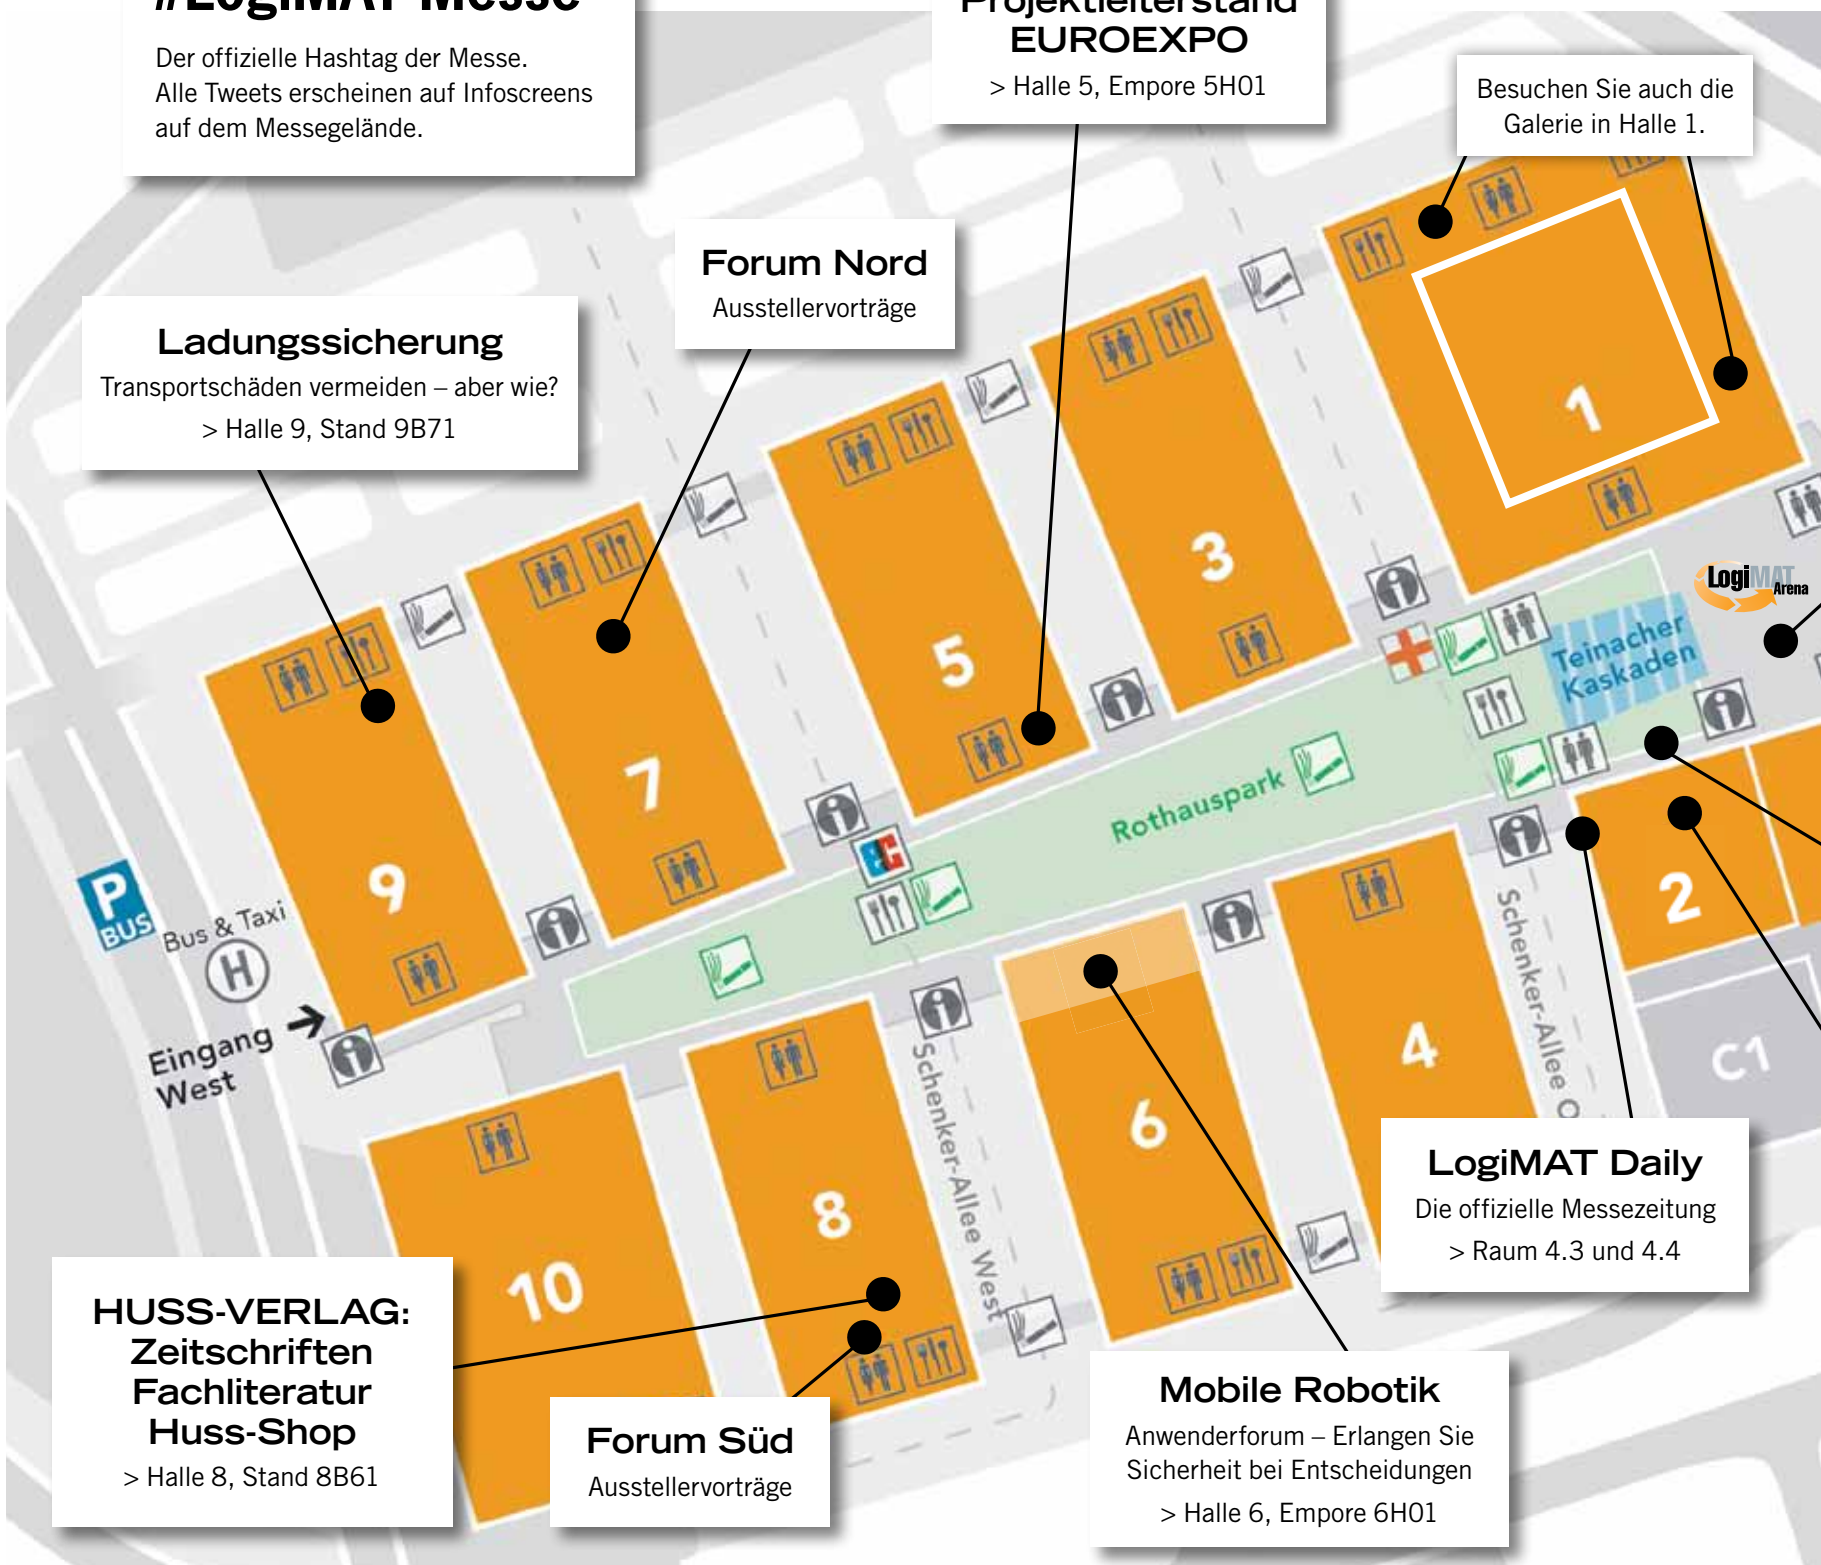 #LogiMAT Messe
Der offizielle Hashtag der Messe.
Alle Tweets erscheinen auf Infoscreens
auf dem Messegelände.
Projektleiterstand
EUROEXPO
> Halle 5, Empore 5H01
Besuchen Sie auch die
Galerie in Halle 1.
Forum Nord
Ausstellervorträge
Ladungssicherung
Transportschäden vermeiden – aber wie?
> Halle 9, Stand 9B71
1
3
5
7
9
LogiMAT
Arena
Teinacher
Kaskaden
Rothauspark
EC
P
BUS
Bus & Taxi
H
Eingang
West
2
4
6
8
10
C1
Schenker-Allee O
Schenker-Allee West
LogiMAT Daily
Die offizielle Messezeitung
> Raum 4.3 und 4.4
HUSS-VERLAG:
Zeitschriften
Fachliteratur
Huss-Shop
> Halle 8, Stand 8B61
Forum Süd
Ausstellervorträge
Mobile Robotik
Anwenderforum – Erlangen Sie
Sicherheit bei Entscheidungen
> Halle 6, Empore 6H01